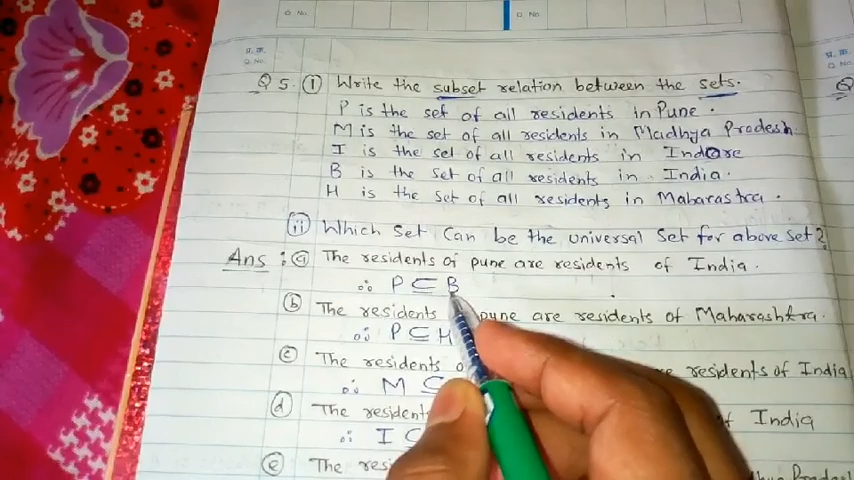 Q 5 (i) Write the subset relation between the sets.
P is the set of all residents in Pune.
M is the set of all residents in Madhya Pradesh
I is the set of all residents in Indore
B is the set of all residents in India.
H is the set of all residents in Maharastra.
(ii) Which Set Can be the universal Set for above Set?
Ans: (a) The residents of pune are residents of India.
∴ P ⊆ B
(b) The residents pune are residents of Maharashtra.
∴ P ⊆ H
(c) The residents residents of India
∴ M ⊆
(d) The residents of India
∴ I
(e) The Pradesh